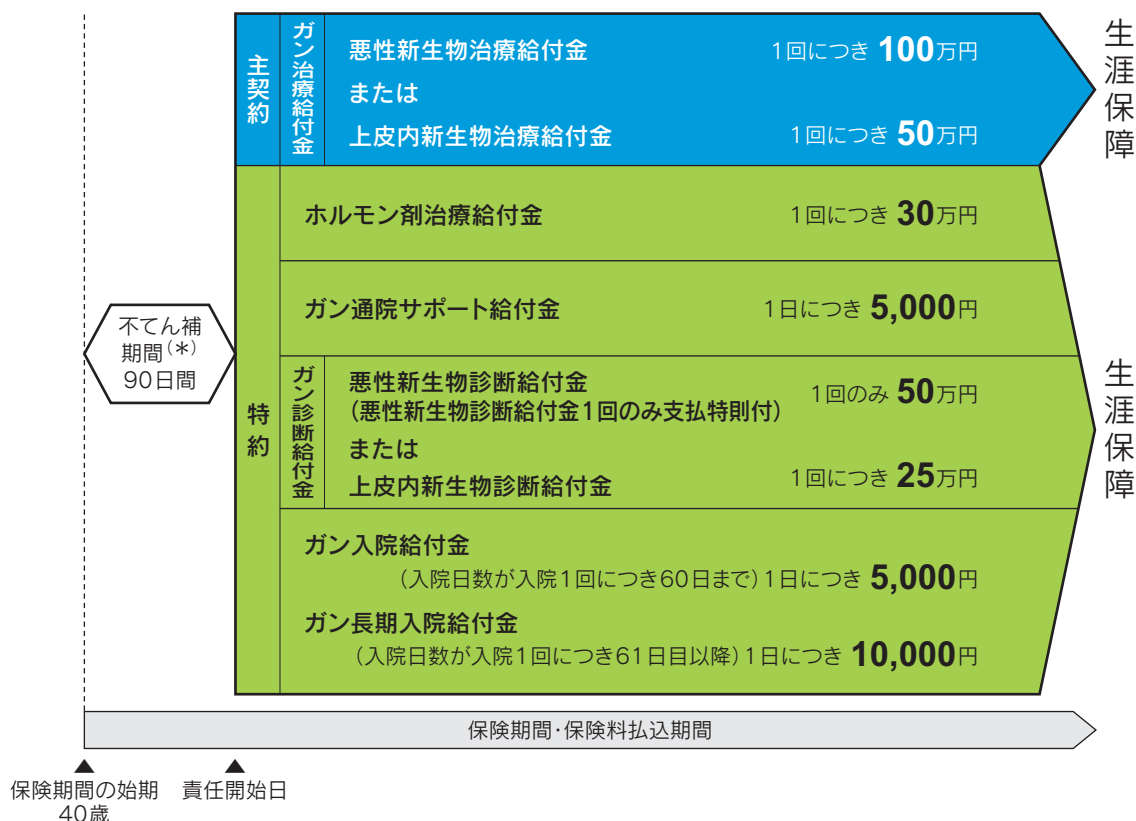 主契約
ガン治療給付金
悪性新生物治療給付金 1回につき 100万円
または
上皮内新生物治療給付金 1回につき 50万円
生涯保障
特約
ホルモン剤治療給付金 1回につき 30万円
ガン通院サポート給付金 1日につき 5,000円
不てん補
期間(*)
90日間
ガン診断給付金
悪性新生物診断給付金 1回のみ 50万円
(悪性新生物診断給付金1回のみ支払特則付)
または
上皮内新生物診断給付金 1回につき 25万円
生涯保障
ガン入院給付金
(入院日数が入院1回につき60日まで)1日につき 5,000円
ガン長期入院給付金
(入院日数が入院1回につき61日目以降)1日につき 10,000円
保険期間・保険料払込期間
▲ ▲
保険期間の始期 責任開始日
40歳